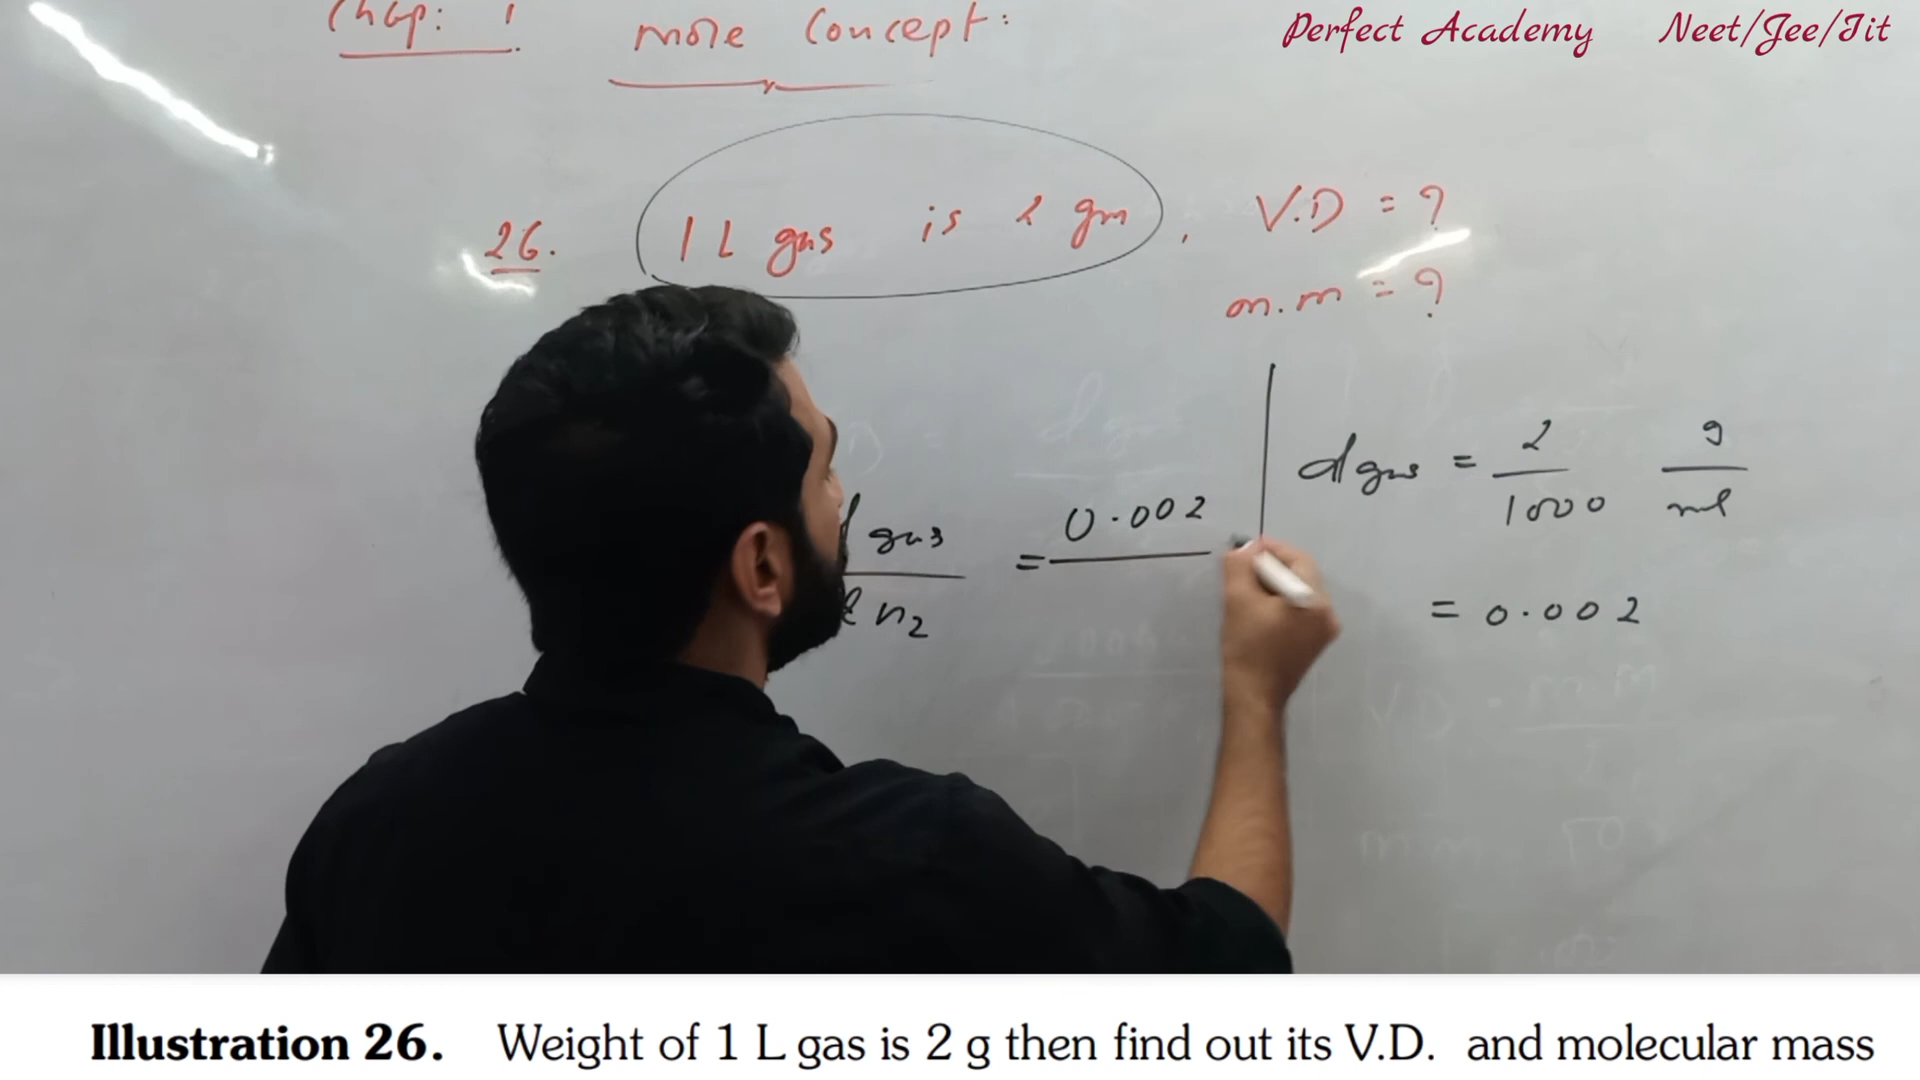 Chap: 1 more Concept:
Perfect Academy Neet/Jee/Iit
26. 1 L gas is 2 gm, V.D = ?
m.m = ?
d gas = 2/1000 g/ml
gas/n2 = 0.002
= 0.002
Illustration 26. Weight of 1 L gas is 2 g then find out its V.D. and molecular mass